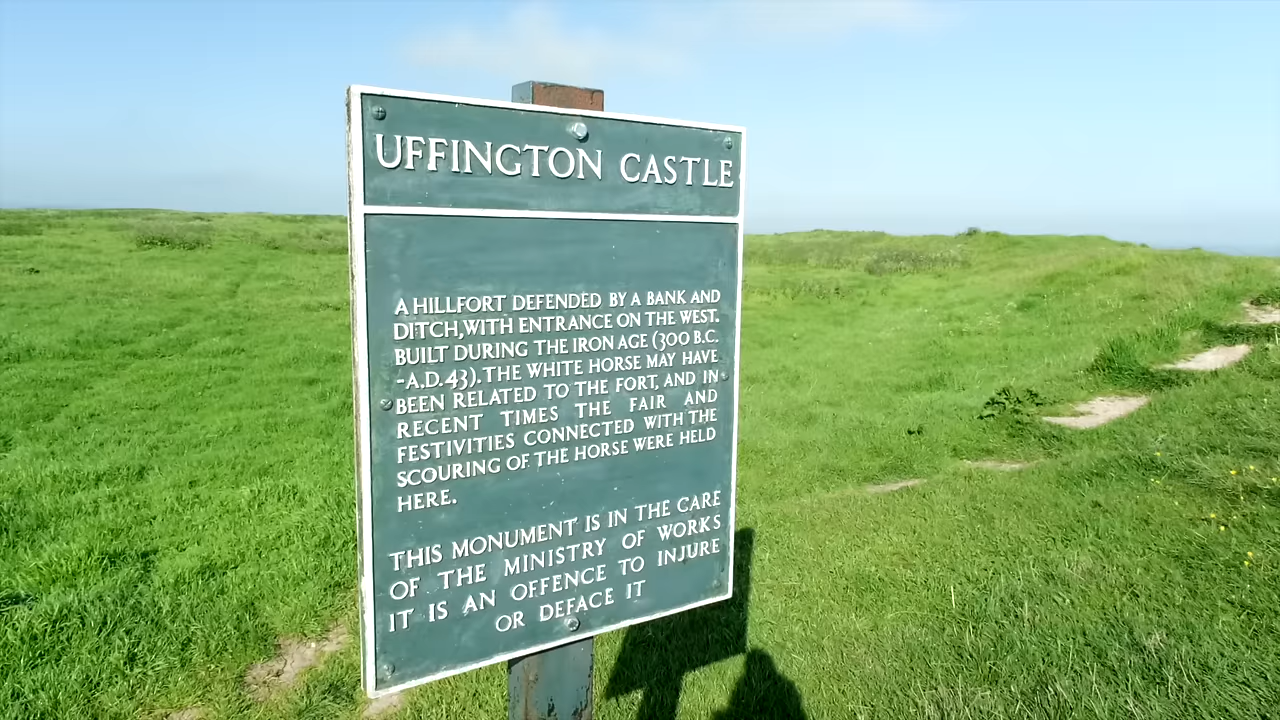 UFFINGTON CASTLE
A HILLFORT DEFENDED BY A BANK AND
DITCH, WITH ENTRANCE ON THE WEST.
BUILT DURING THE IRON AGE (300 B.C.
-A.D. 43). THE WHITE HORSE MAY HAVE
BEEN RELATED TO THE FORT, AND IN
RECENT TIMES THE FAIR AND
FESTIVITIES CONNECTED WITH THE
SCOURING OF THE HORSE WERE HELD
HERE.
THIS MONUMENT IS IN THE CARE
OF THE MINISTRY OF WORKS
IT IS AN OFFENCE TO INJURE
OR DEFACE IT